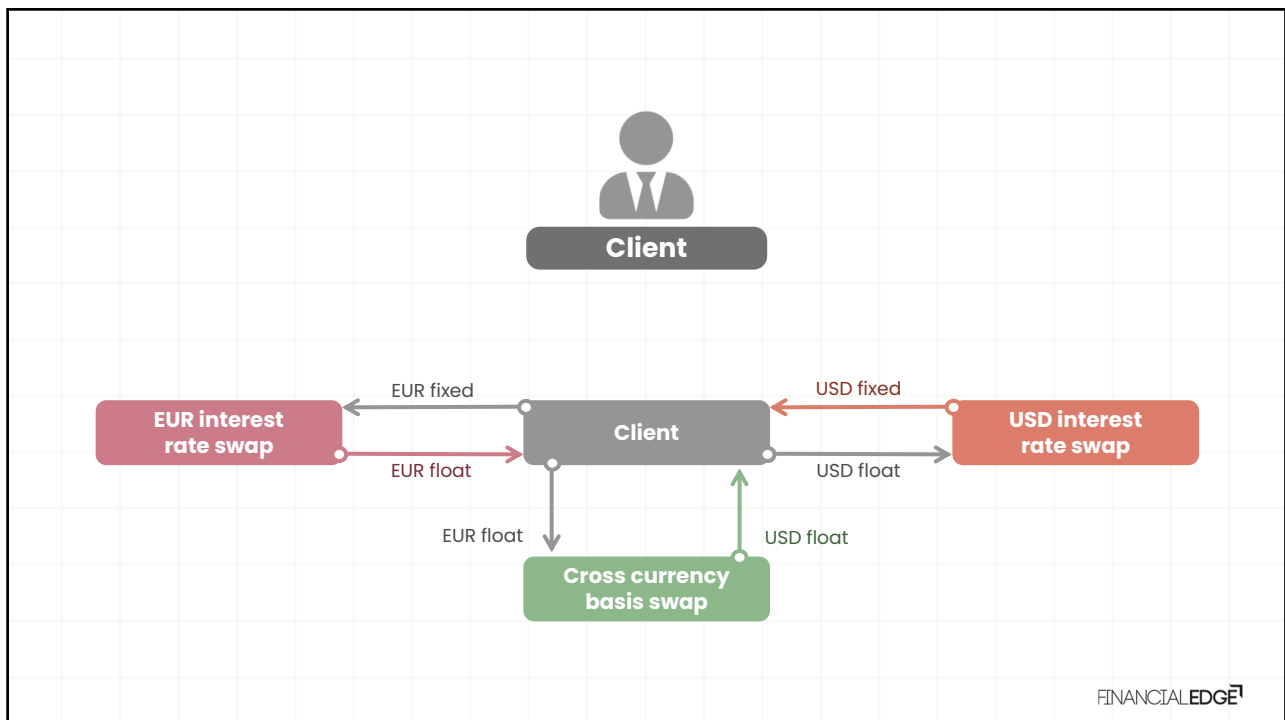 Client
EUR fixed
USD fixed
EUR interest
rate swap
Client
USD interest
rate swap
EUR float
USD float
EUR float
USD float
Cross currency
basis swap
FINANCIALEDGE